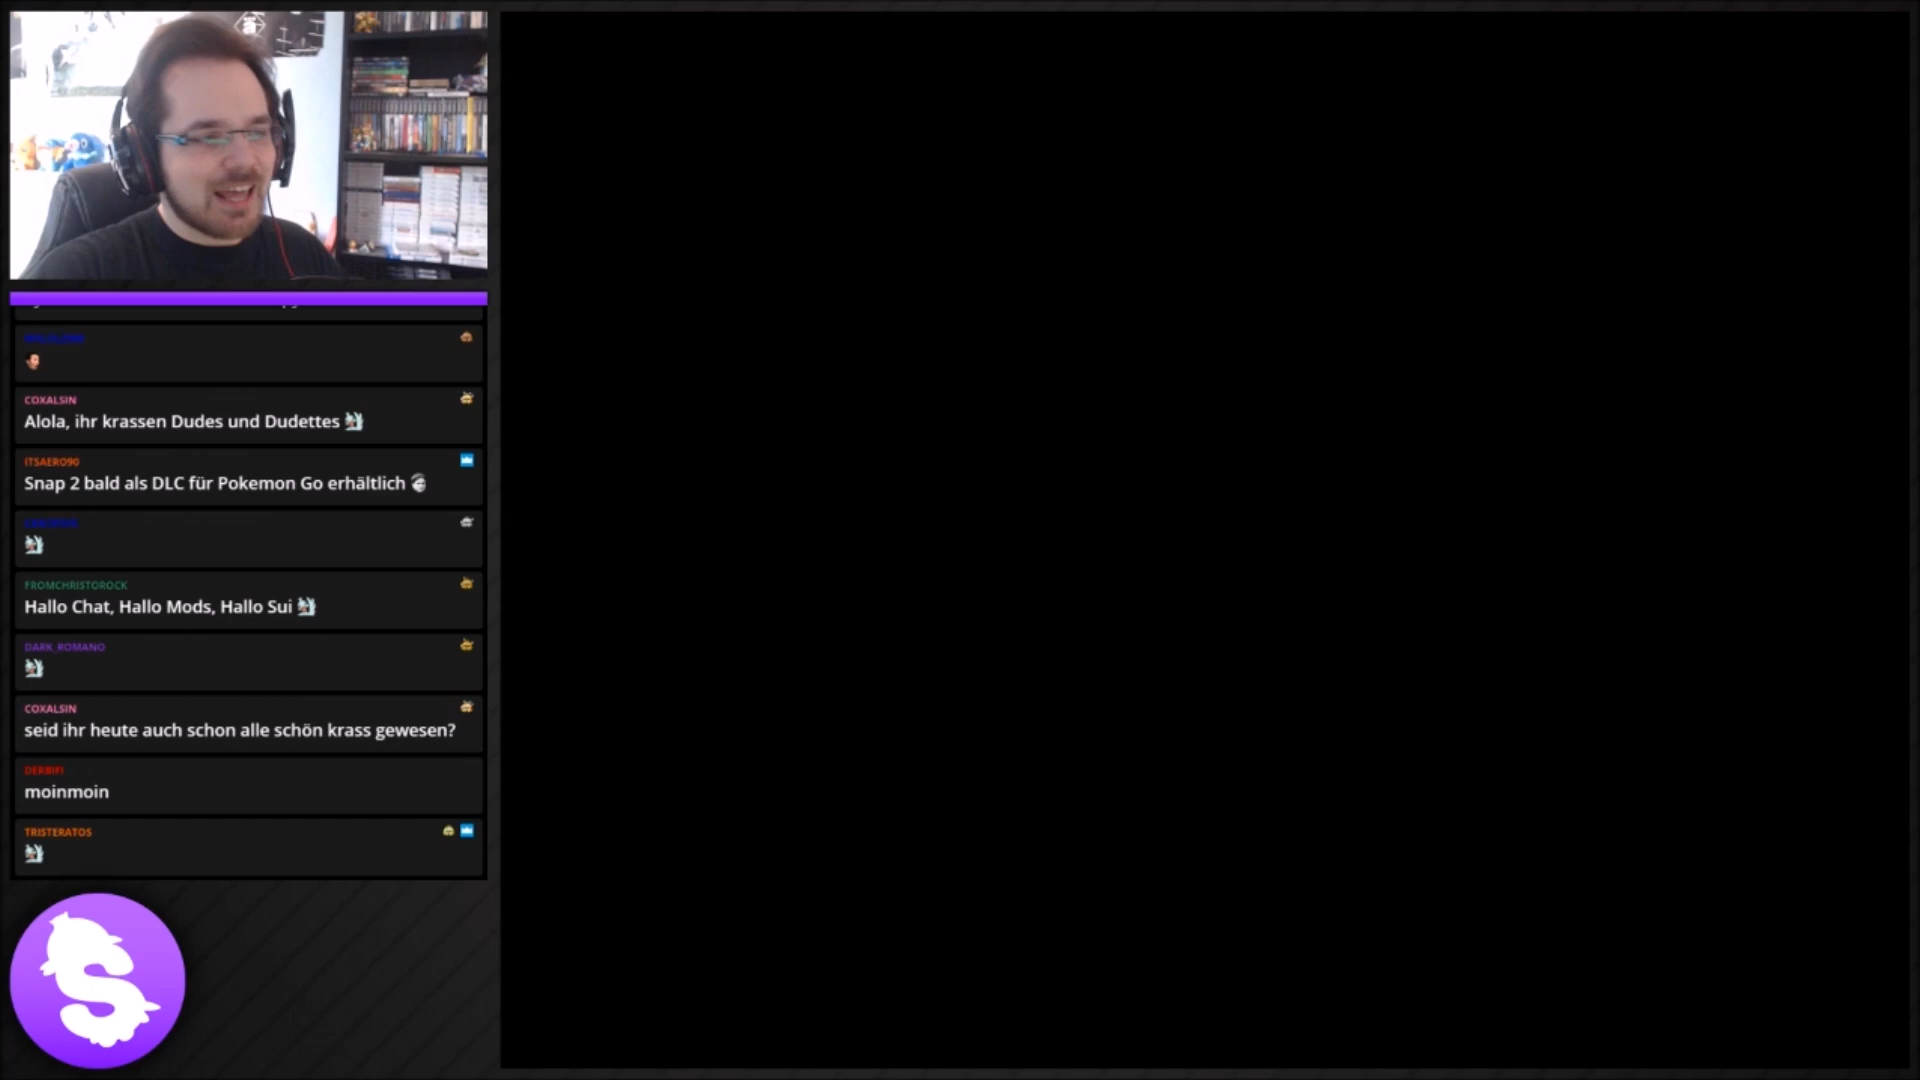 COXALSIN
Alola, ihr krassen Dudes und Dudettes
ITSAERO90
Snap 2 bald als DLC für Pokemon Go erhältlich
FROMCHRISTOROCK
Hallo Chat, Hallo Mods, Hallo Sui
DARK_ROMANO
COXALSIN
seid ihr heute auch schon alle schön krass gewesen?
DERBIFI
moinmoin
TRISTERATOS